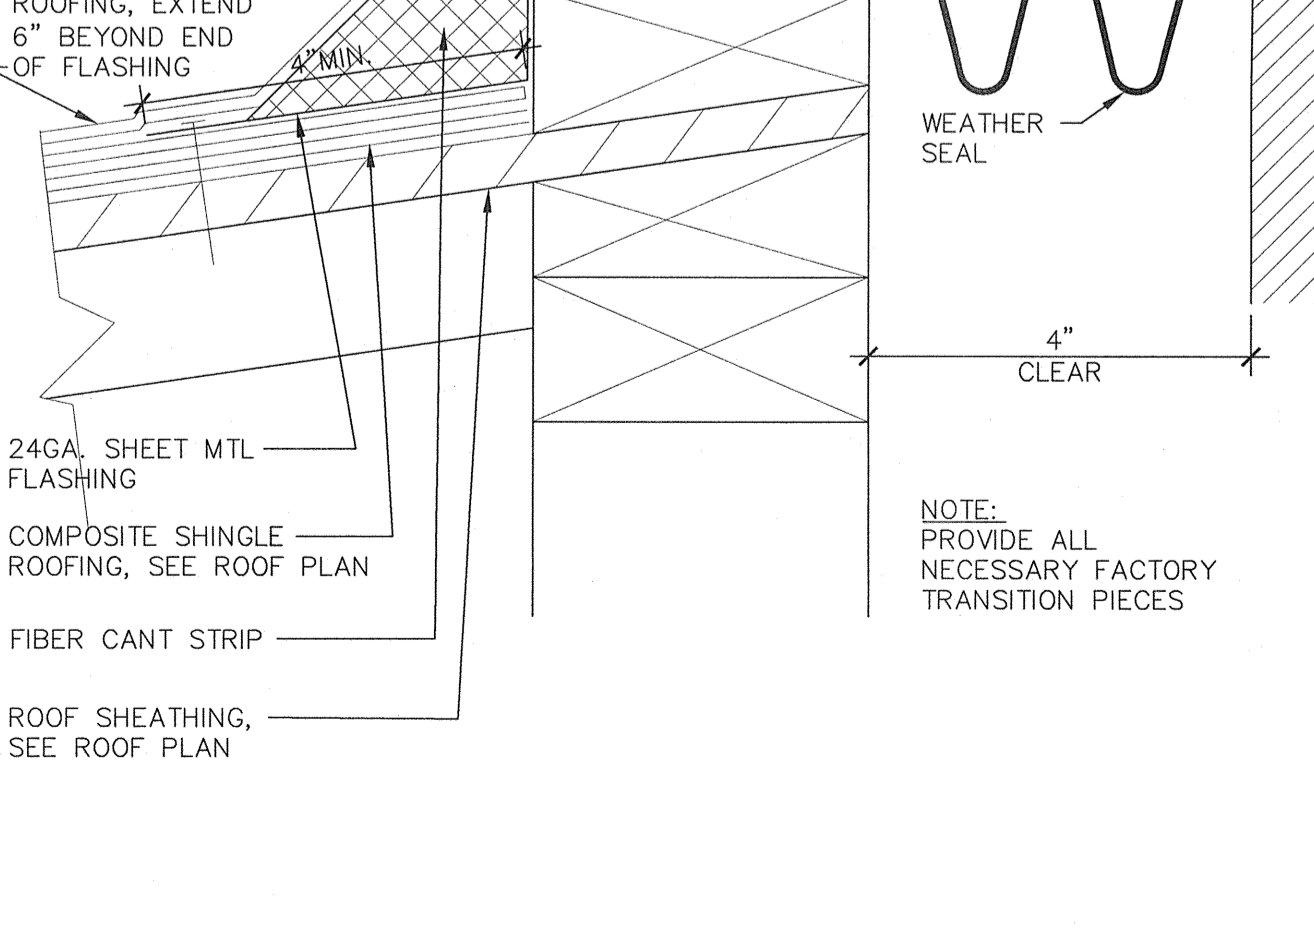 ROOFING, EXTEND
6" BEYOND END
OF FLASHING
4" MIN.
WEATHER
SEAL
4"
CLEAR
24GA. SHEET MTL
FLASHING
COMPOSITE SHINGLE
ROOFING, SEE ROOF PLAN
FIBER CANT STRIP
ROOF SHEATHING,
SEE ROOF PLAN
NOTE:
PROVIDE ALL
NECESSARY FACTORY
TRANSITION PIECES